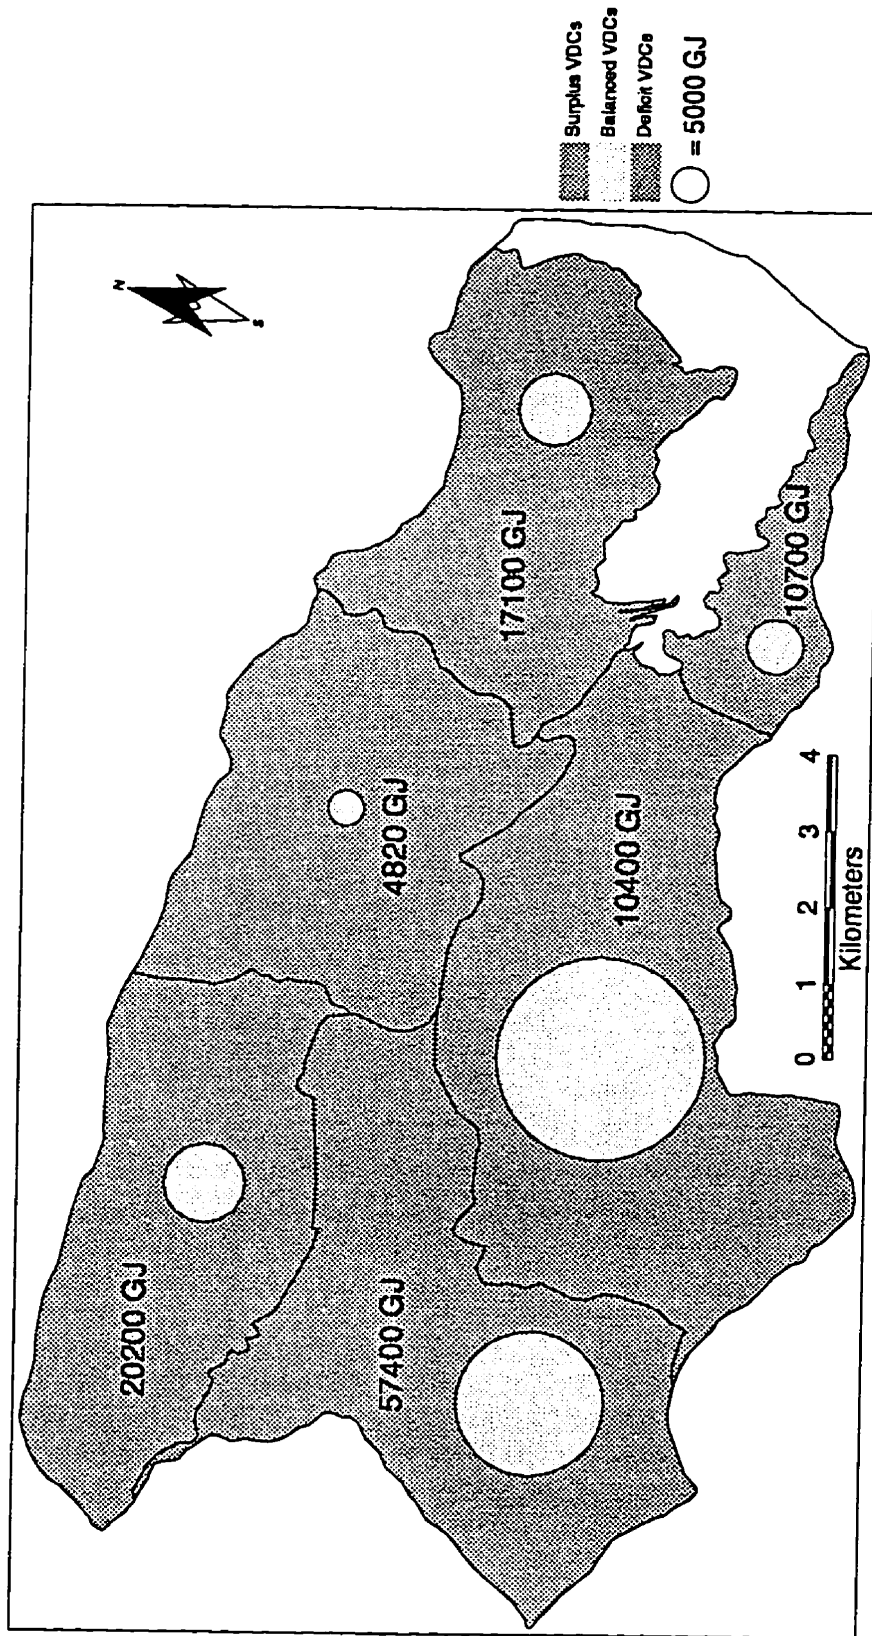 N
S
20200 GJ
57400 GJ
4820 GJ
17100 GJ
10400 GJ
10700 GJ
0 1 2 3 4
Kilometers
Surplus VDCs
Balanced VDCs
Deficit VDCs
= 5000 GJ